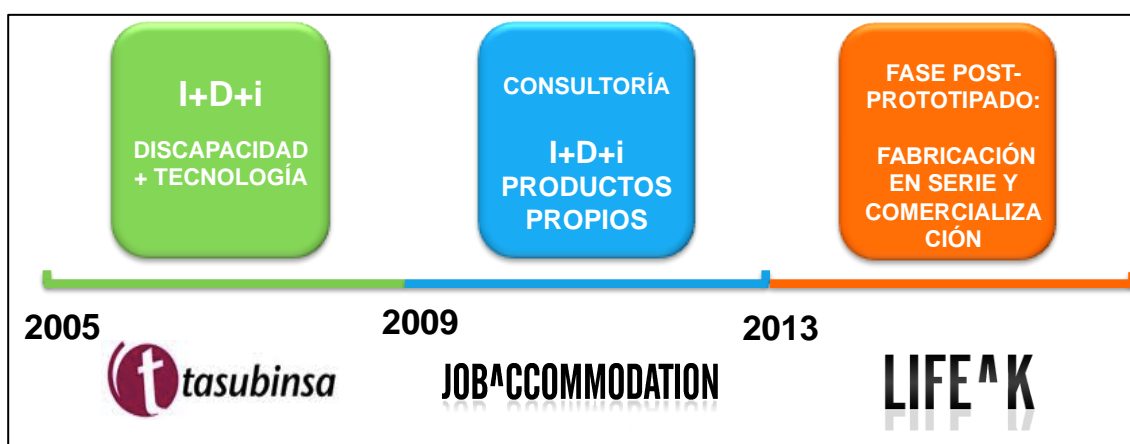 I+D+i
DISCAPACIDAD
+ TECNOLOGÍA
CONSULTORÍA
I+D+i
PRODUCTOS
PROPIOS
FASE POST-
PROTOTIPADO:
FABRICACIÓN
EN SERIE Y
COMERCIALIZA
CIÓN
2005
2009
2013
t tasubinsa
JOB^CCOMMODATION
LIFE^K